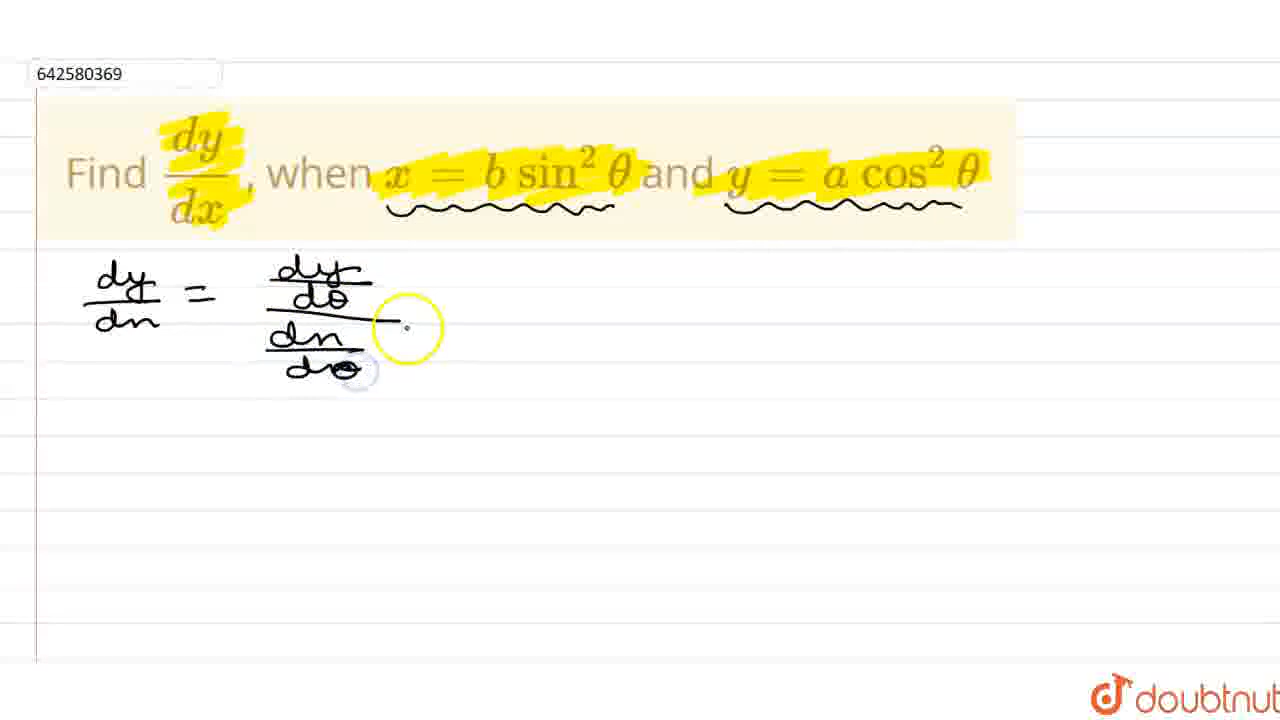 642580369
Find dy/dx, when x = b sin² θ and y = a cos² θ
dy/dn = dy/dθ / dn/dθ
doubtnut